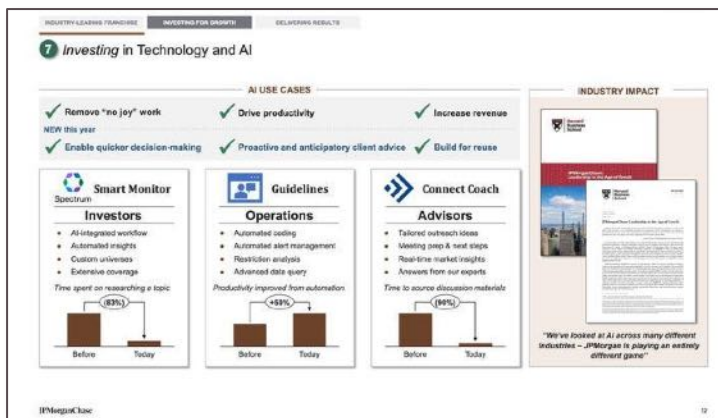 INDUSTRY-LEADING FRANCHISE
INVESTING FOR GROWTH
DELIVERING RESULTS
7 Investing in Technology and AI
AI USE CASES
Remove "no joy" work
Drive productivity
Increase revenue
NEW this year
Enable quicker decision-making
Proactive and anticipatory client advice
Build for reuse
Spectrum
Smart Monitor
Investors
• AI-integrated workflow
• Automated insights
• Custom universes
• Extensive coverage
Time spent on researching a topic
(83%)
Before
Today
Guidelines
Operations
• Automated coding
• Automated alert management
• Restriction analysis
• Advanced data query
Productivity improved from automation
+50%
Before
Today
Connect Coach
Advisors
• Tailored outreach ideas
• Meeting prep & next steps
• Real-time market insights
• Answers from our experts
Time to source discussion materials
(90%)
Before
Today
INDUSTRY IMPACT
Harvard
Business
School
"We've looked at AI across many different
industries – JPMorgan is playing an entirely
different game"
JPMorganChase
12